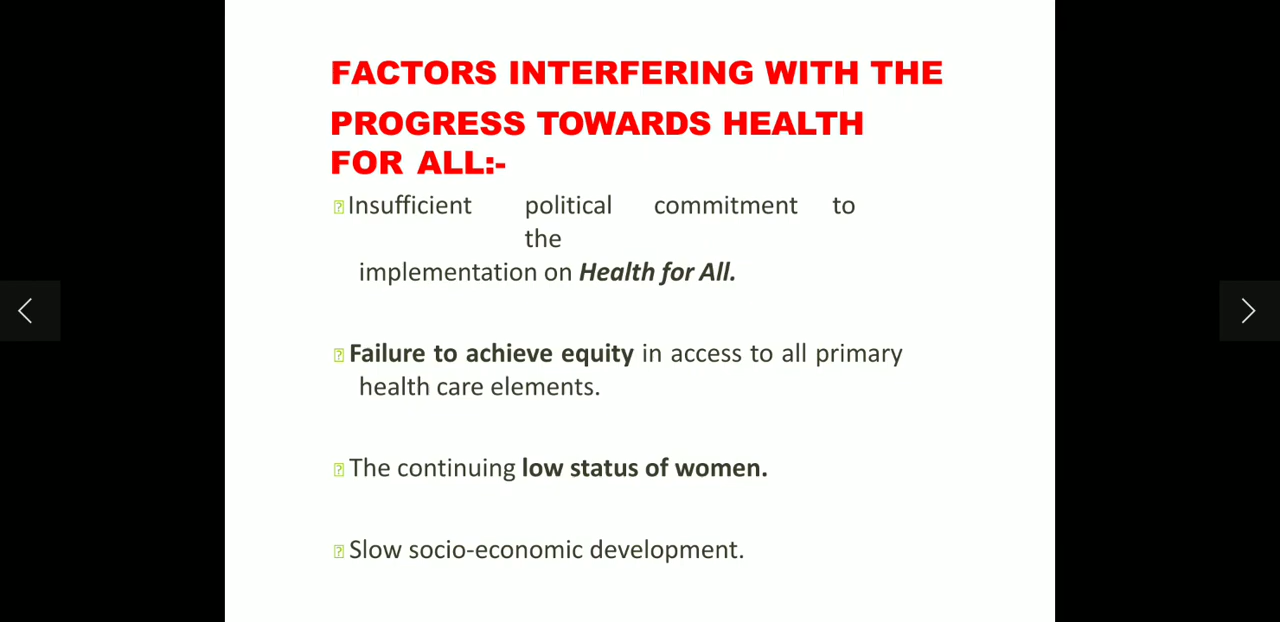 FACTORS INTERFERING WITH THE
PROGRESS TOWARDS HEALTH
FOR ALL:-
Insufficient political commitment to
the
implementation on Health for All.
Failure to achieve equity in access to all primary
health care elements.
The continuing low status of women.
Slow socio-economic development.